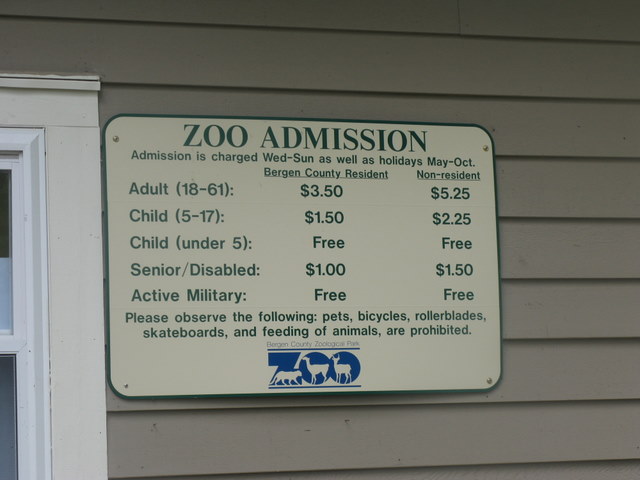 ZOO ADMISSION
Admission is charged Wed-Sun as well as holidays May-Oct.
Bergen County Resident Non-resident
Adult (18-61): $3.50 $5.25
Child (5-17): $1.50 $2.25
Child (under 5): Free Free
Senior/Disabled: $1.00 $1.50
Active Military: Free Free
Please observe the following: pets, bicycles, rollerblades,
skateboards, and feeding of animals, are prohibited.
Bergen County Zoological Park
ZOO